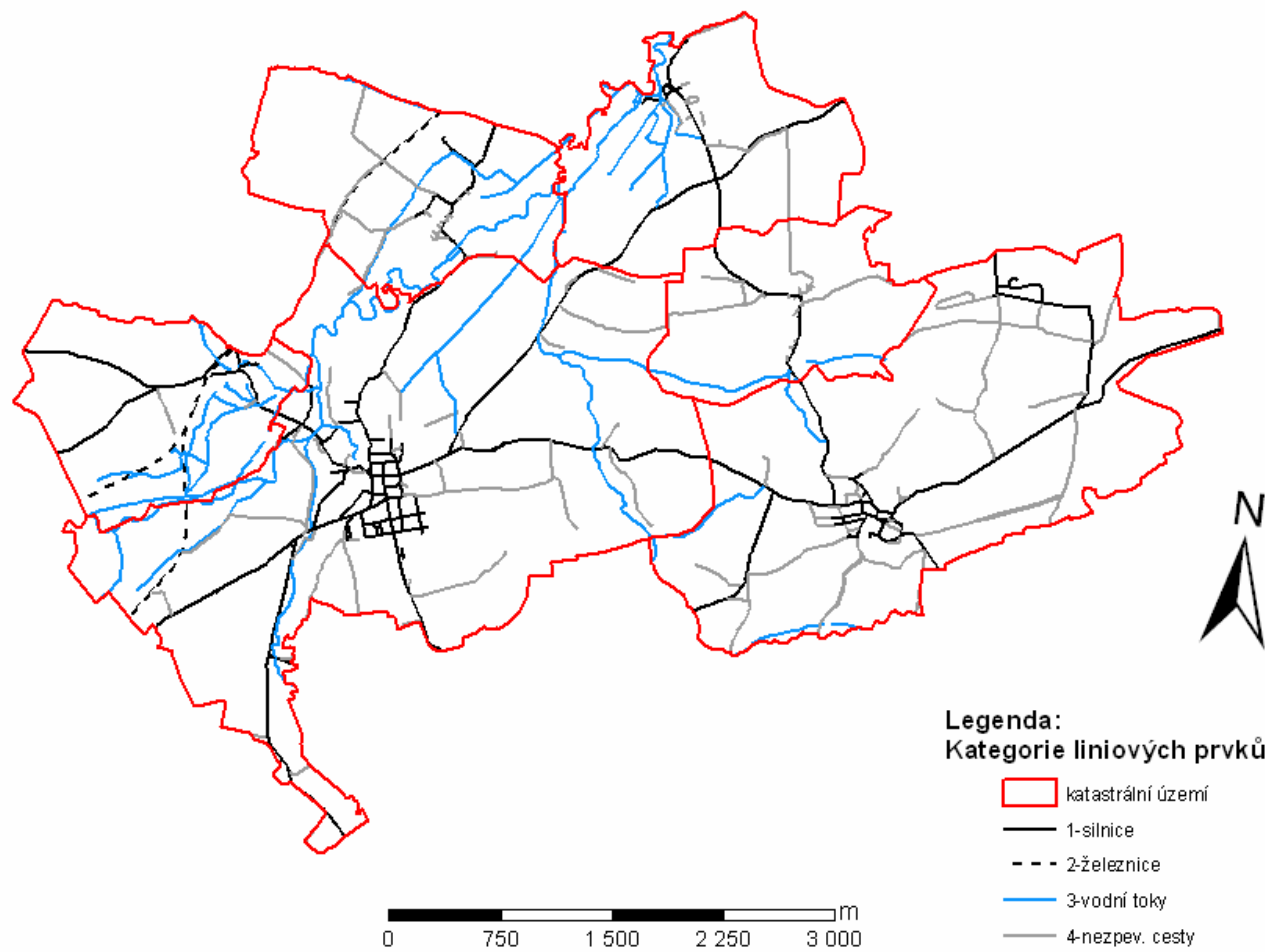 N
Legenda:
Kategorie liniových prvků
katastrální území
1-silnice
2-železnice
3-vodní toky
4-nezpev. cesty
m
0 750 1 500 2 250 3 000